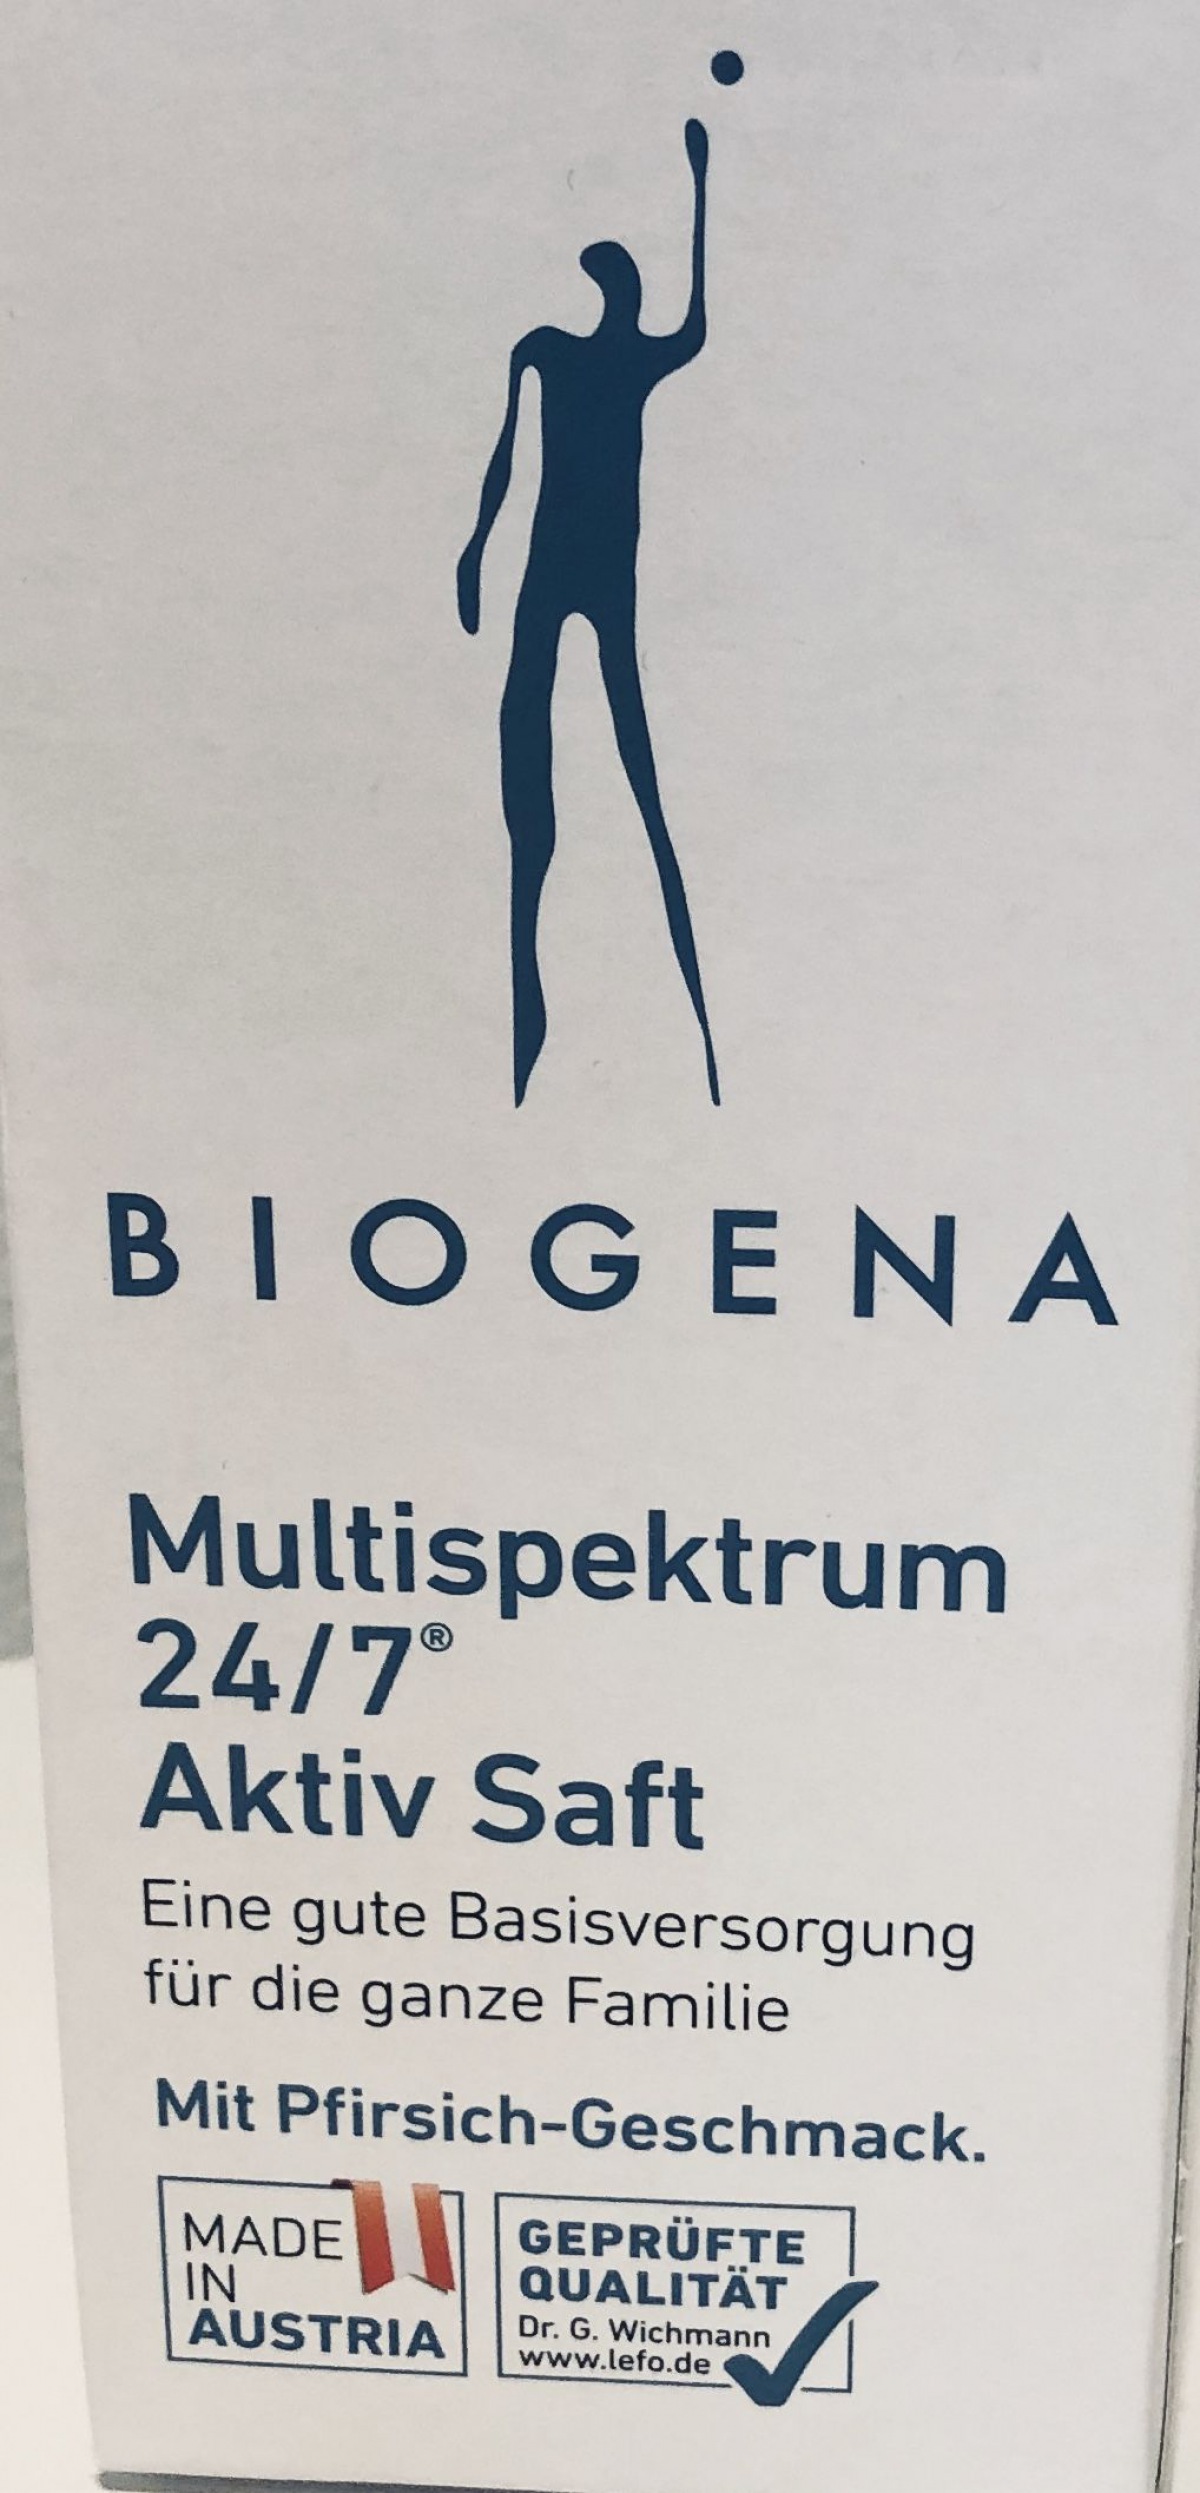 BIOGENA
Multispektrum
24/7®
Aktiv Saft
Eine gute Basisversorgung
für die ganze Familie
Mit Pfirsich-Geschmack.
MADE
IN
AUSTRIA
GEPRÜFTE
QUALITÄT
Dr. G. Wichmann
www.lefo.de